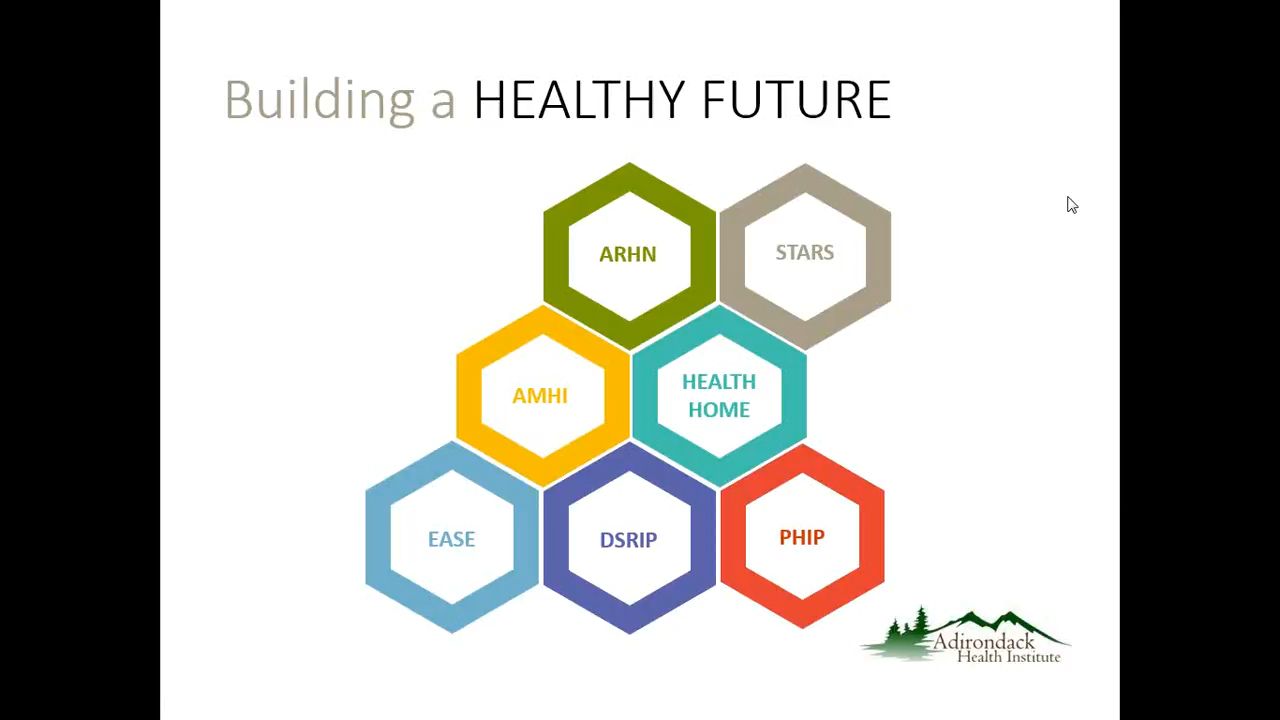 Building a HEALTHY FUTURE
ARHN
STARS
AMHI
HEALTH
HOME
EASE
DSRIP
PHIP
Adirondack
Health Institute